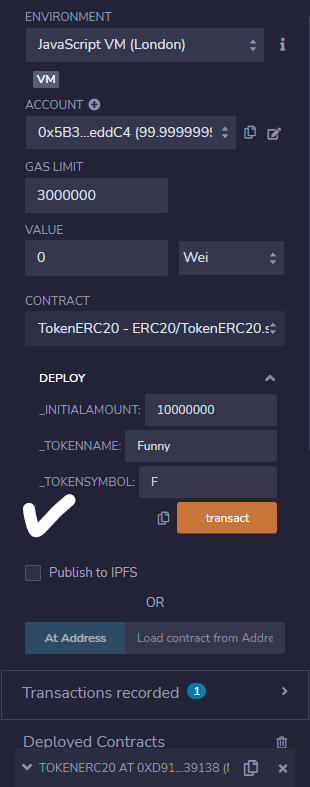 ENVIRONMENT
JavaScript VM (London)
VM
ACCOUNT
0x5B3...eddC4 (99.9999999
GAS LIMIT
3000000
VALUE
0 Wei
CONTRACT
TokenERC20 - ERC20/TokenERC20.s
DEPLOY
_INITIALAMOUNT: 10000000
_TOKENNAME: Funny
_TOKENSYMBOL: F
transact
Publish to IPFS
OR
At Address Load contract from Addre
Transactions recorded 1
Deployed Contracts
TOKENERC20 AT 0XD91...39138 (